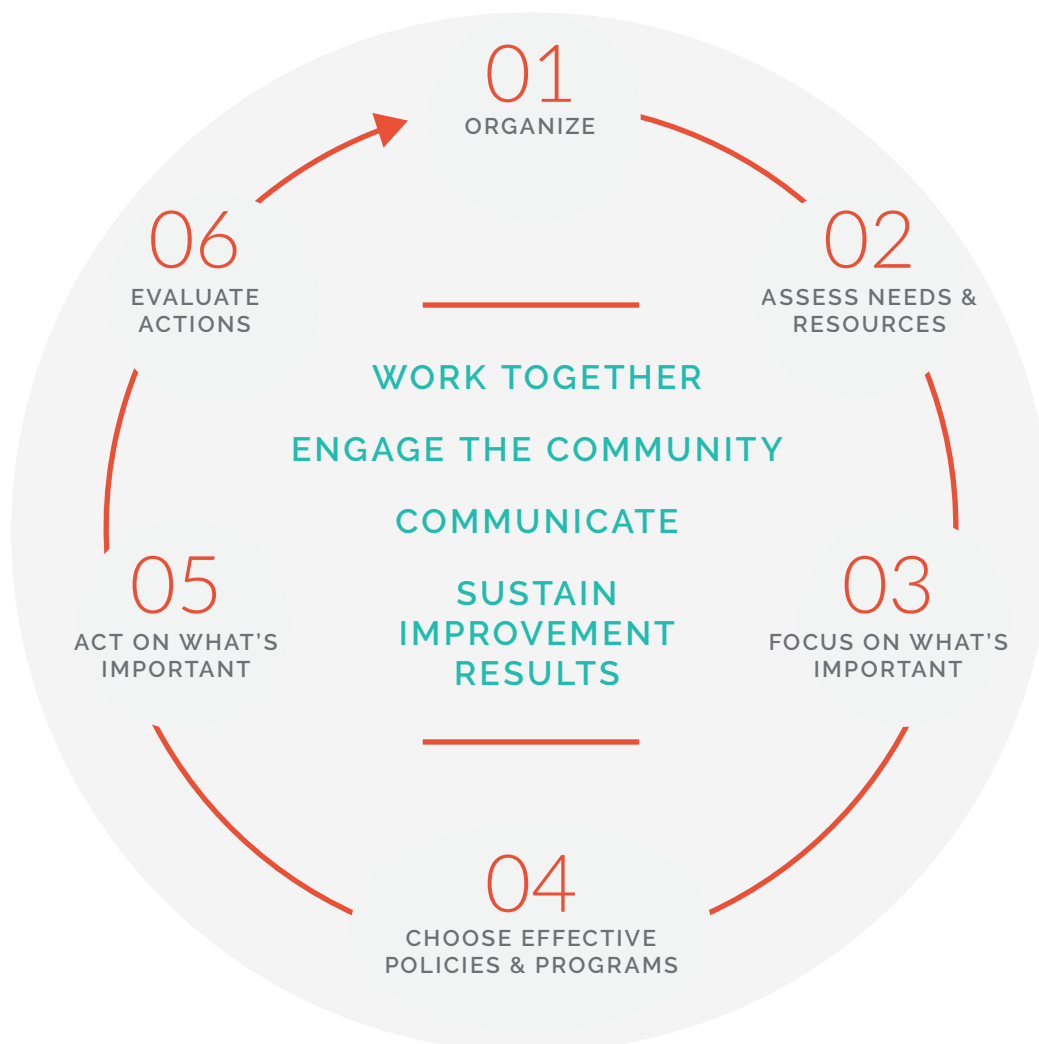 01
ORGANIZE
02
ASSESS NEEDS &
RESOURCES
03
FOCUS ON WHAT'S
IMPORTANT
04
CHOOSE EFFECTIVE
POLICIES & PROGRAMS
05
ACT ON WHAT'S
IMPORTANT
06
EVALUATE
ACTIONS
WORK TOGETHER
ENGAGE THE COMMUNITY
COMMUNICATE
SUSTAIN
IMPROVEMENT
RESULTS